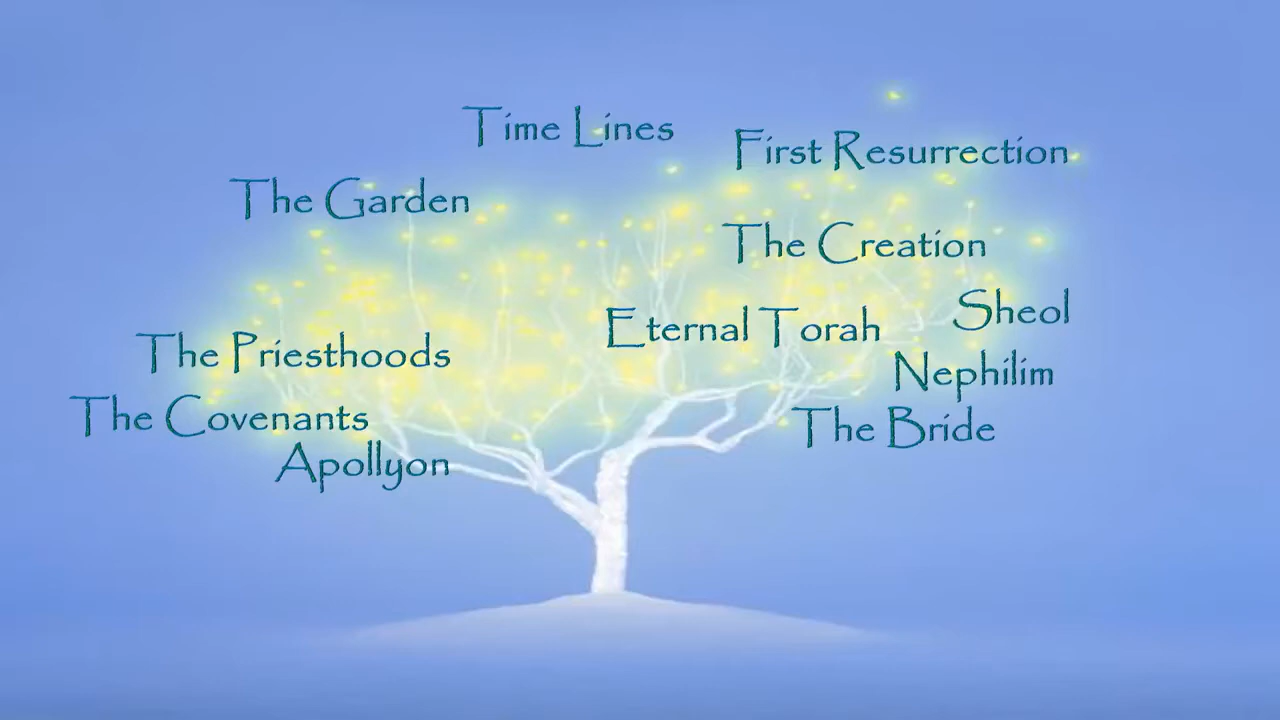 Time Lines
First Resurrection
The Garden
The Creation
Sheol
Eternal Torah
The Priesthoods
Nephilim
The Covenants
The Bride
Apollyon